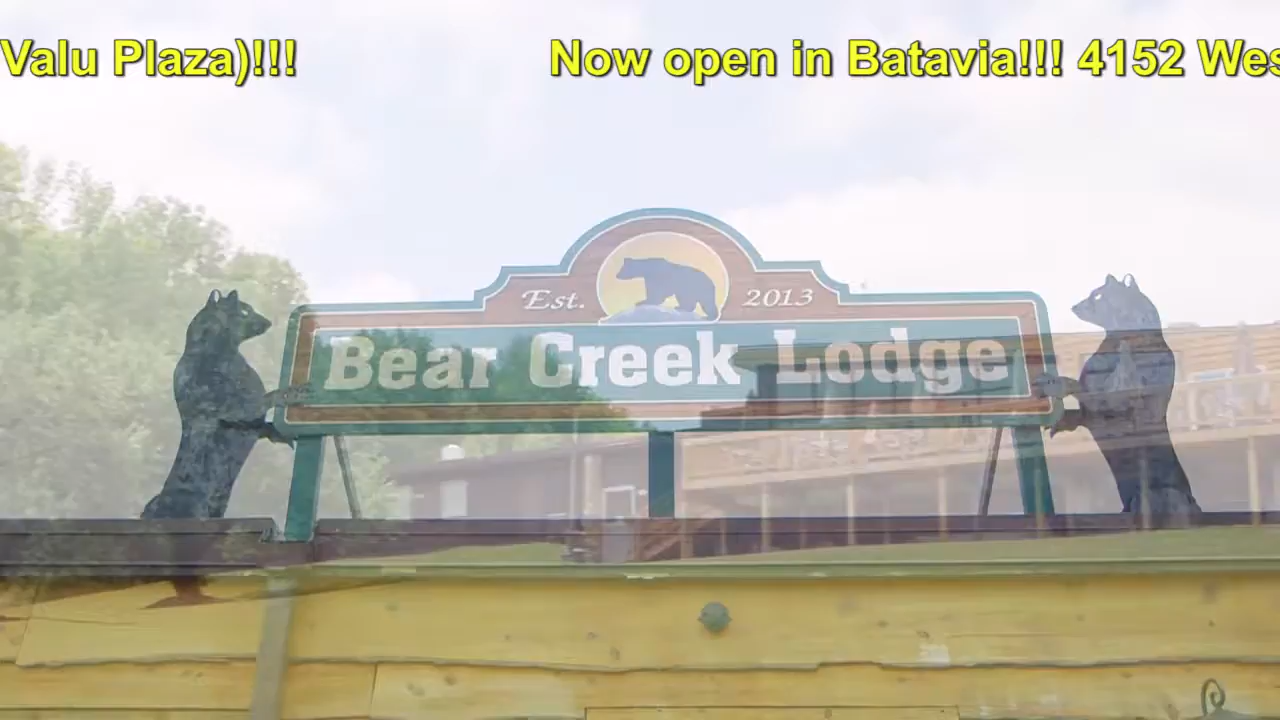 Valu Plaza)!!! Now open in Batavia!!! 4152 Wes
Est. 2013
Bear Creek Lodge